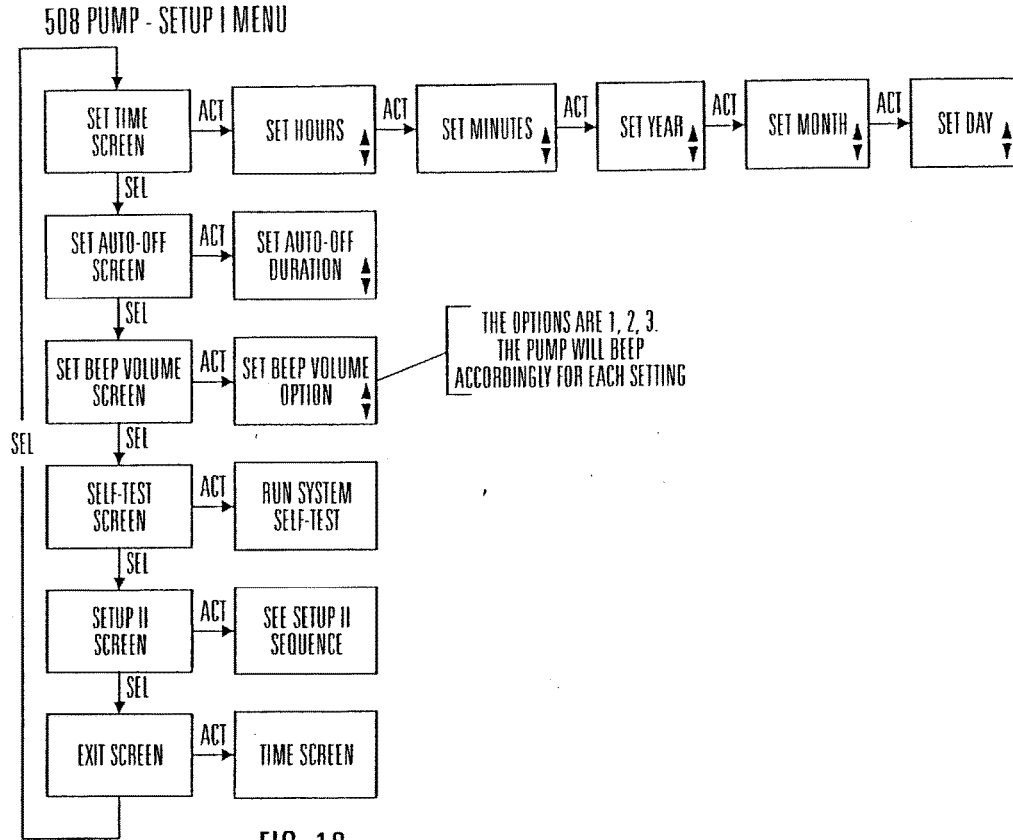 508 PUMP - SETUP I MENU
SET TIME
SCREEN
ACT
SET HOURS
ACT
SET MINUTES
ACT
SET YEAR
ACT
SET MONTH
ACT
SET DAY
SEL
SET AUTO-OFF
SCREEN
ACT
SET AUTO-OFF
DURATION
SEL
SET BEEP VOLUME
SCREEN
ACT
SET BEEP VOLUME
OPTION
THE OPTIONS ARE 1, 2, 3.
THE PUMP WILL BEEP
ACCORDINGLY FOR EACH SETTING
SEL
SEL
SELF-TEST
SCREEN
ACT
RUN SYSTEM
SELF-TEST
SEL
SETUP II
SCREEN
ACT
SEE SETUP II
SEQUENCE
SEL
EXIT SCREEN
ACT
TIME SCREEN